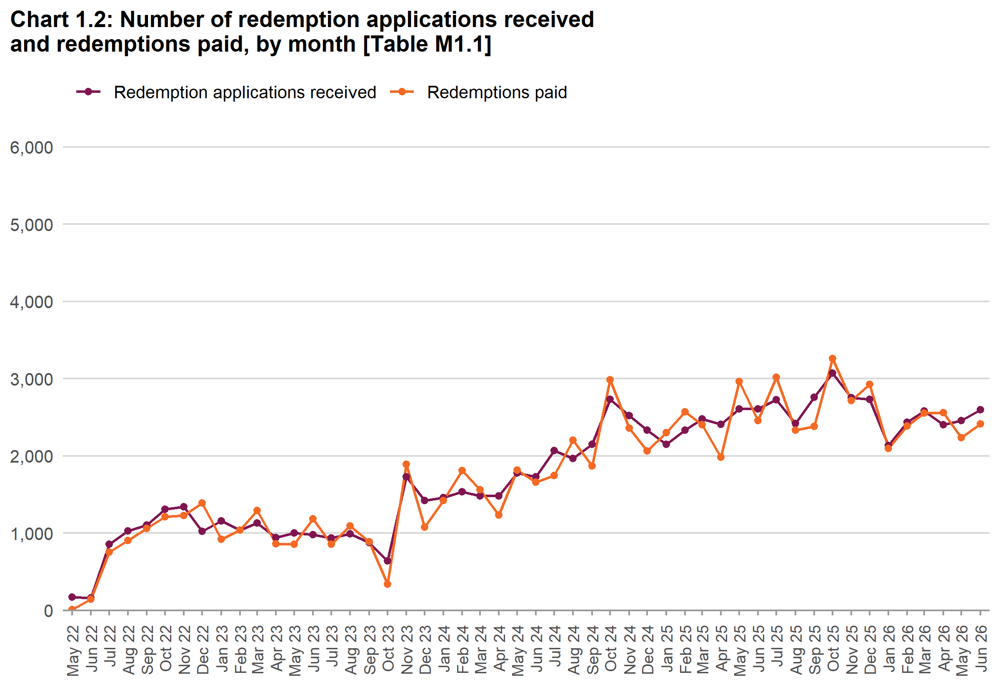 Chart 1.2: Number of redemption applications received
and redemptions paid, by month [Table M1.1]
Redemption applications received
Redemptions paid
6,000
5,000
4,000
3,000
2,000
1,000
0
May 22
Jun 22
Jul 22
Aug 22
Sep 22
Oct 22
Nov 22
Dec 22
Jan 23
Feb 23
Mar 23
Apr 23
May 23
Jun 23
Jul 23
Aug 23
Sep 23
Oct 23
Nov 23
Dec 23
Jan 24
Feb 24
Mar 24
Apr 24
May 24
Jun 24
Jul 24
Aug 24
Sep 24
Oct 24
Nov 24
Dec 24
Jan 25
Feb 25
Mar 25
Apr 25
May 25
Jun 25
Jul 25
Aug 25
Sep 25
Oct 25
Nov 25
Dec 25
Jan 26
Feb 26
Mar 26
Apr 26
May 26
Jun 26